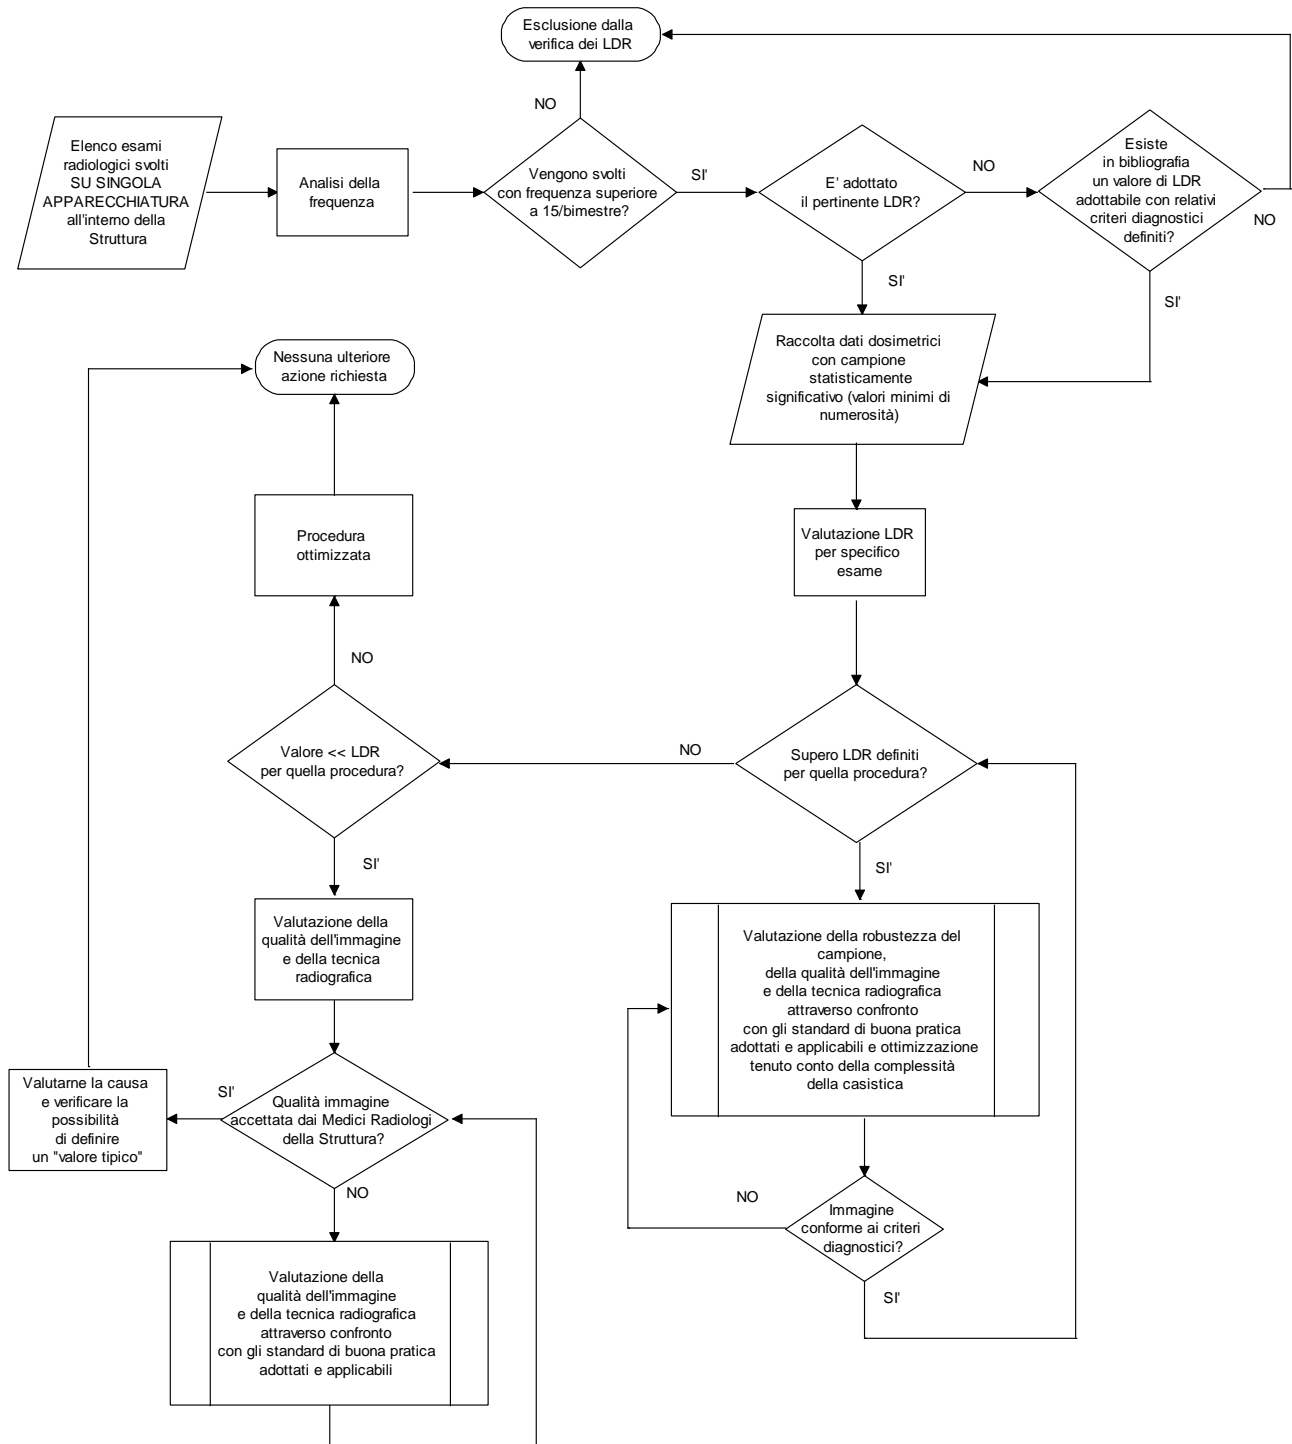 Esclusione dalla
verifica dei LDR
NO
Elenco esami
radiologici svolti
SU SINGOLA
APPARECCHIATURA
all'interno della
Struttura
Analisi della
frequenza
Vengono svolti
con frequenza superiore
a 15/bimestre?
SI'
E' adottato
il pertinente LDR?
NO
Esiste
in bibliografia
un valore di LDR
adottabile con relativi
criteri diagnostici
definiti?
NO
SI'
SI'
Raccolta dati dosimetrici
con campione
statisticamente
significativo (valori minimi di
numerosità)
Nessuna ulteriore
azione richiesta
Procedura
ottimizzata
Valutazione LDR
per specifico
esame
NO
Valore << LDR
per quella procedura?
NO
Supero LDR definiti
per quella procedura?
SI'
SI'
Valutazione della
qualità dell'immagine
e della tecnica
radiografica
Valutazione della robustezza del
campione,
della qualità dell'immagine
e della tecnica radiografica
attraverso confronto
con gli standard di buona pratica
adottati e applicabili e ottimizzazione
tenuto conto della complessità
della casistica
Valutarne la causa
e verificare la
possibilità
di definire
un "valore tipico"
SI'
Qualità immagine
accettata dai Medici Radiologi
della Struttura?
NO
NO
Immagine
conforme ai criteri
diagnostici?
SI'
Valutazione della
qualità dell'immagine
e della tecnica radiografica
attraverso confronto
con gli standard di buona pratica
adottati e applicabili